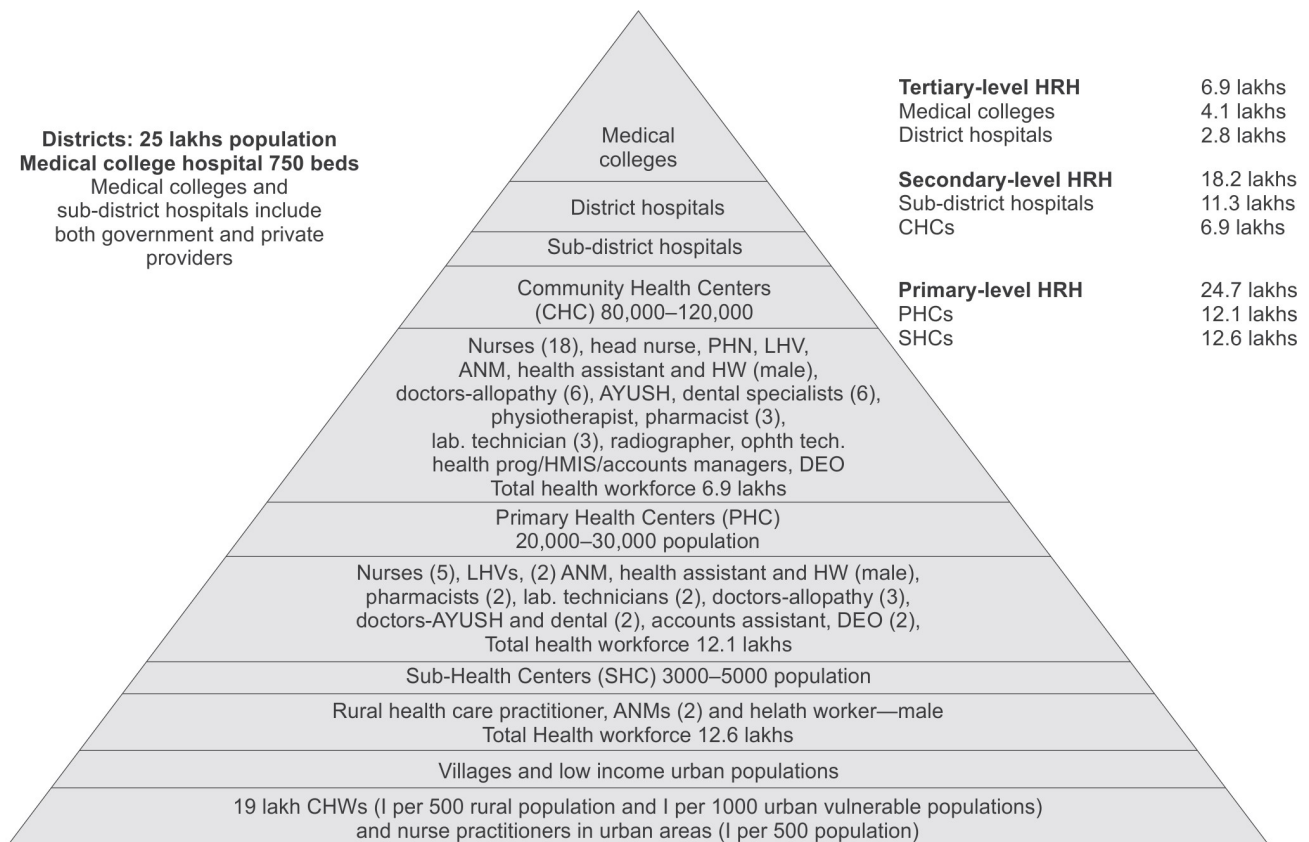 Districts: 25 lakhs population
Medical college hospital 750 beds
Medical colleges and
sub-district hospitals include
both government and private
providers
Medical
colleges
District hospitals
Sub-district hospitals
Community Health Centers
(CHC) 80,000–120,000
Nurses (18), head nurse, PHN, LHV,
ANM, health assistant and HW (male),
doctors-allopathy (6), AYUSH, dental specialists (6),
physiotherapist, pharmacist (3),
lab. technician (3), radiographer, ophth tech.
health prog/HMIS/accounts managers, DEO
Total health workforce 6.9 lakhs
Primary Health Centers (PHC)
20,000–30,000 population
Nurses (5), LHVs, (2) ANM, health assistant and HW (male),
pharmacists (2), lab. technicians (2), doctors-allopathy (3),
doctors-AYUSH and dental (2), accounts assistant, DEO (2),
Total health workforce 12.1 lakhs
Sub-Health Centers (SHC) 3000–5000 population
Rural health care practitioner, ANMs (2) and helath worker—male
Total Health workforce 12.6 lakhs
Villages and low income urban populations
19 lakh CHWs (I per 500 rural population and I per 1000 urban vulnerable populations)
and nurse practitioners in urban areas (I per 500 population)
Tertiary-level HRH 6.9 lakhs
Medical colleges 4.1 lakhs
District hospitals 2.8 lakhs
Secondary-level HRH 18.2 lakhs
Sub-district hospitals 11.3 lakhs
CHCs 6.9 lakhs
Primary-level HRH 24.7 lakhs
PHCs 12.1 lakhs
SHCs 12.6 lakhs